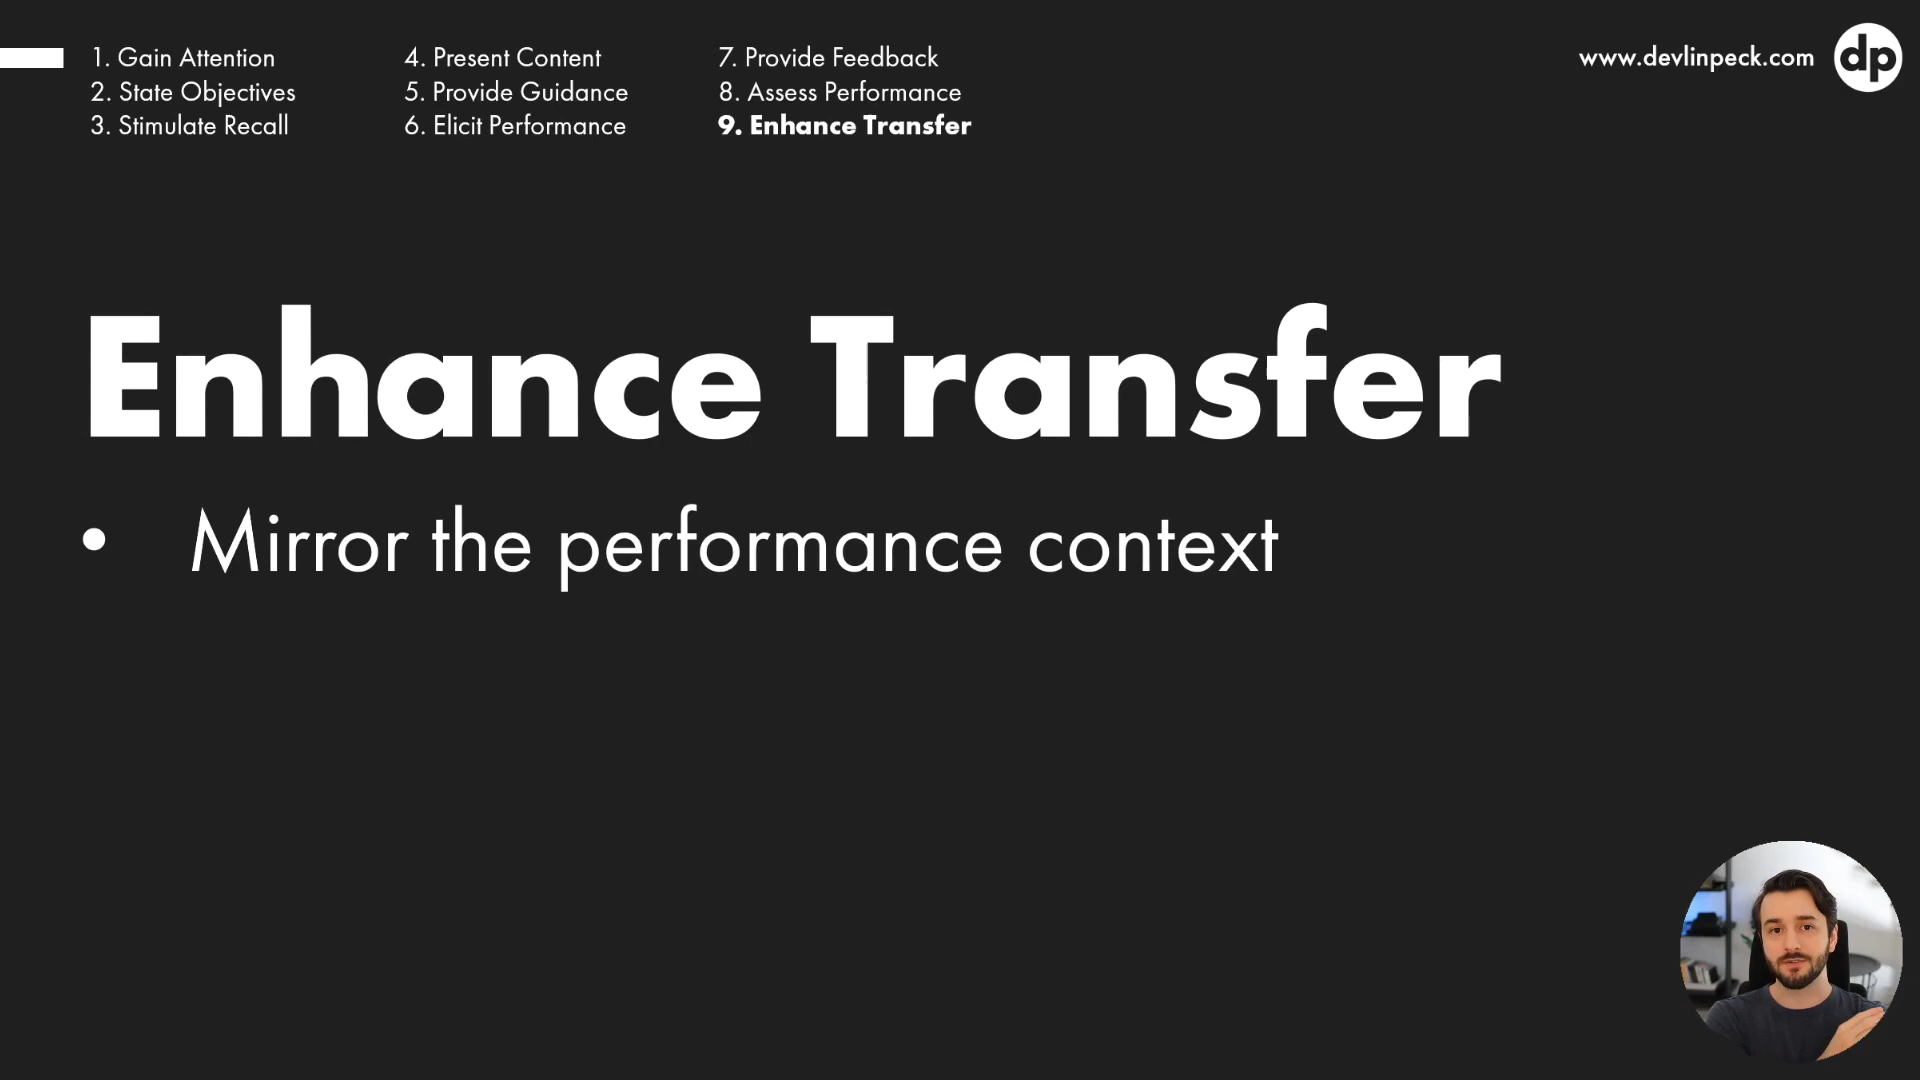 1. Gain Attention
2. State Objectives
3. Stimulate Recall
4. Present Content
5. Provide Guidance
6. Elicit Performance
7. Provide Feedback
8. Assess Performance
9. Enhance Transfer
www.devlinpeck.com
dp
Enhance Transfer
• Mirror the performance context